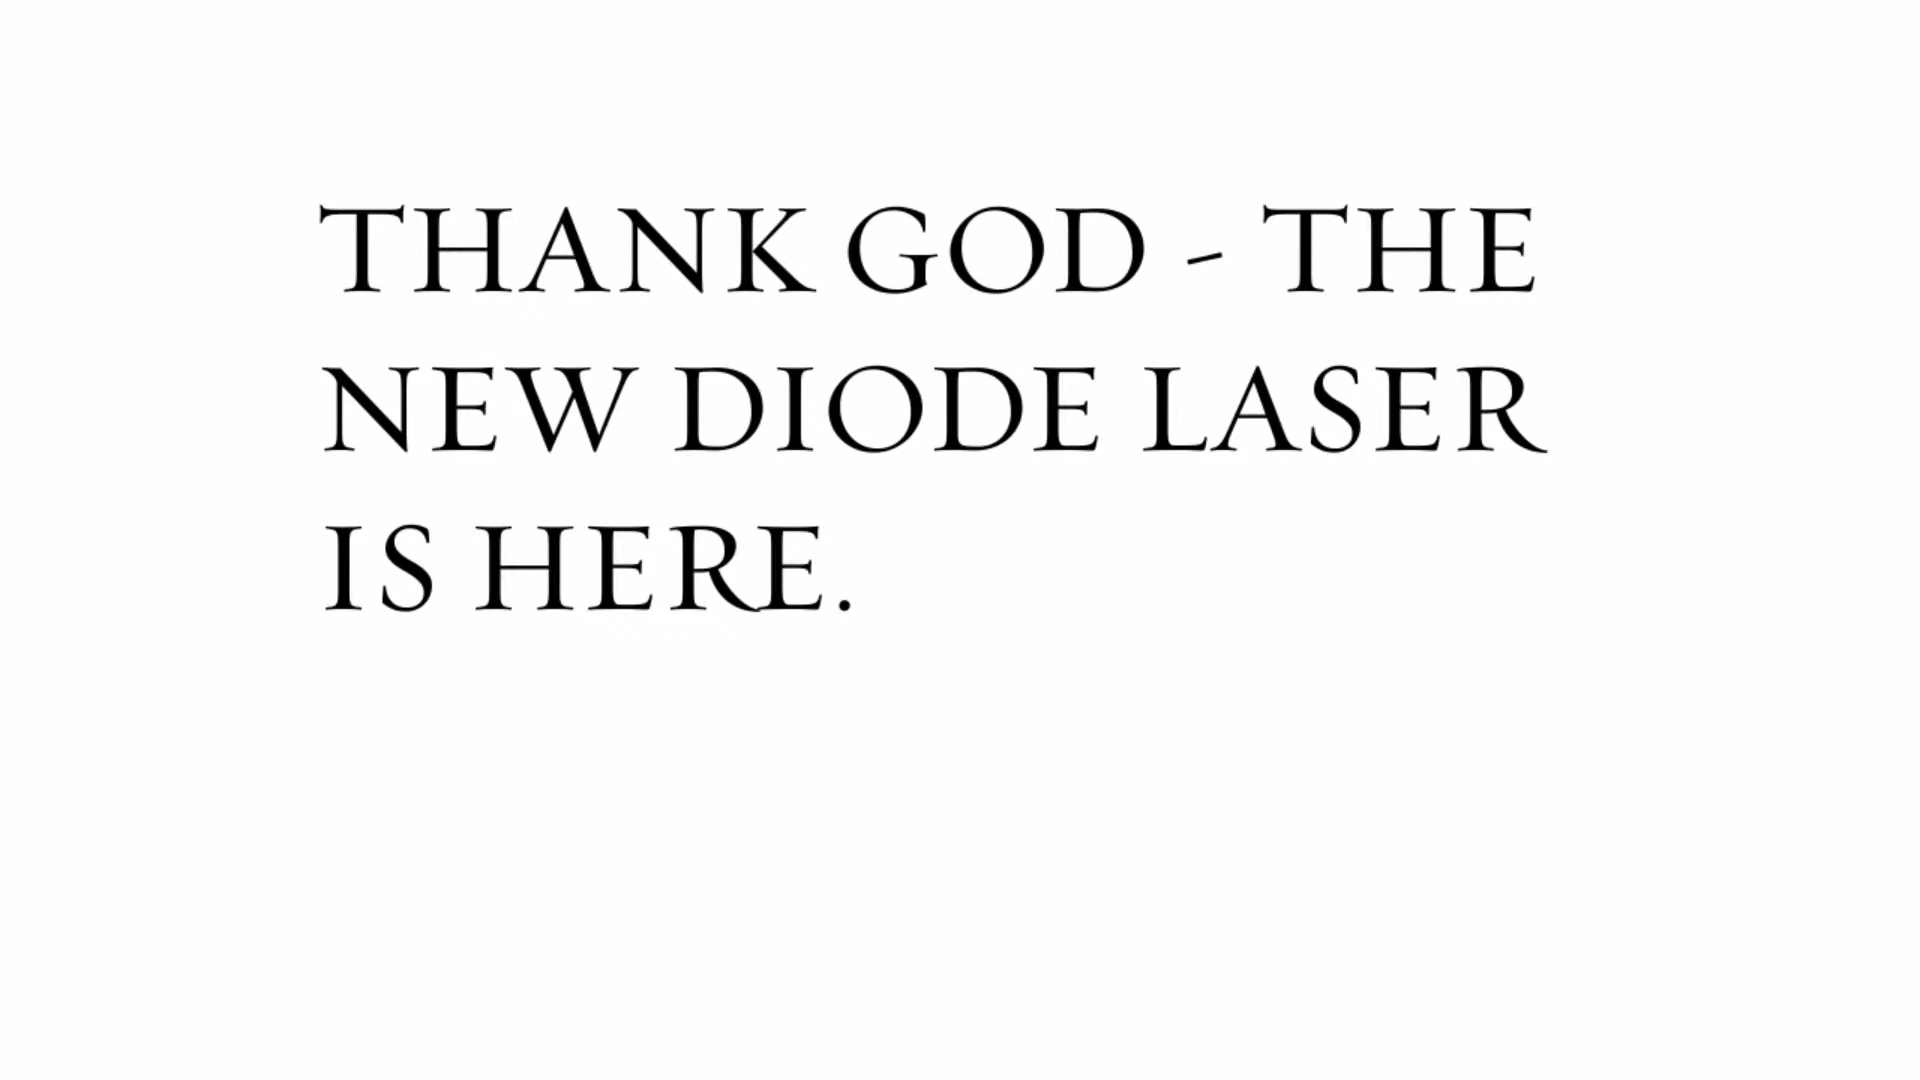 THANK GOD - THE
NEW DIODE LASER
IS HERE.